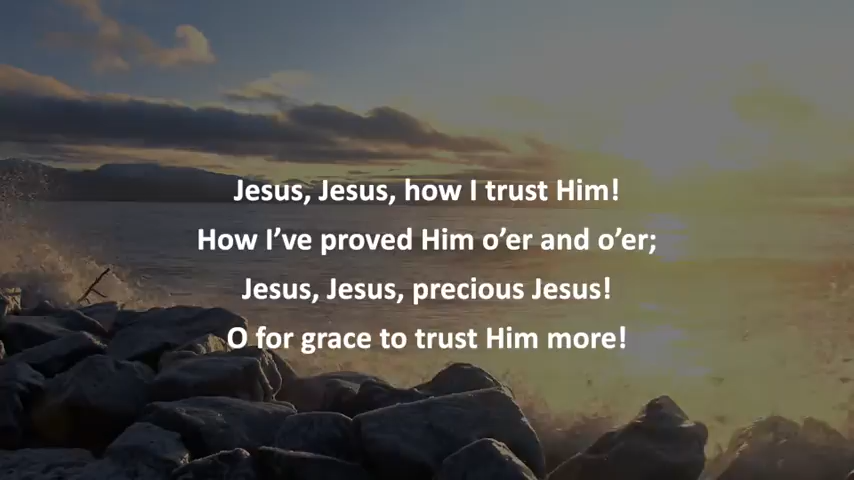 Jesus, Jesus, how I trust Him!
How I’ve proved Him o’er and o’er;
Jesus, Jesus, precious Jesus!
O for grace to trust Him more!